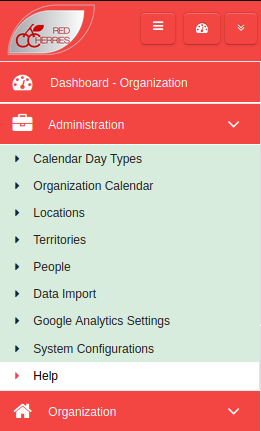 RED
CHERRIES
Dashboard - Organization
Administration
Calendar Day Types
Organization Calendar
Locations
Territories
People
Data Import
Google Analytics Settings
System Configurations
Help
Organization